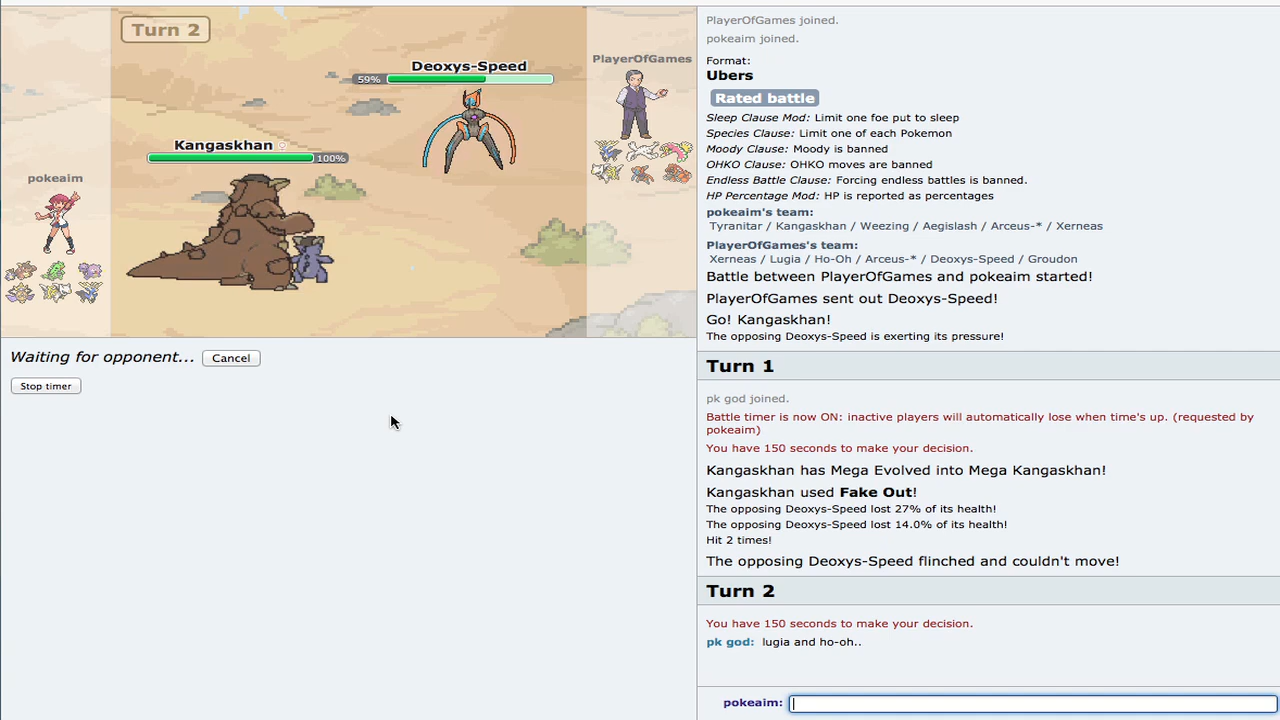 Turn 2
Deoxys-Speed
59%
PlayerOfGames
Kangaskhan ♀
100%
pokeaim
Waiting for opponent... Cancel
Stop timer
PlayerOfGames joined.
pokeaim joined.
Format:
Ubers
Rated battle
Sleep Clause Mod: Limit one foe put to sleep
Species Clause: Limit one of each Pokemon
Moody Clause: Moody is banned
OHKO Clause: OHKO moves are banned
Endless Battle Clause: Forcing endless battles is banned.
HP Percentage Mod: HP is reported as percentages
pokeaim's team:
Tyranitar / Kangaskhan / Weezing / Aegislash / Arceus-* / Xerneas
PlayerOfGames's team:
Xerneas / Lugia / Ho-Oh / Arceus-* / Deoxys-Speed / Groudon
Battle between PlayerOfGames and pokeaim started!
PlayerOfGames sent out Deoxys-Speed!
Go! Kangaskhan!
The opposing Deoxys-Speed is exerting its pressure!
Turn 1
pk god joined.
Battle timer is now ON: inactive players will automatically lose when time's up. (requested by
pokeaim)
You have 150 seconds to make your decision.
Kangaskhan has Mega Evolved into Mega Kangaskhan!
Kangaskhan used Fake Out!
The opposing Deoxys-Speed lost 27% of its health!
The opposing Deoxys-Speed lost 14.0% of its health!
Hit 2 times!
The opposing Deoxys-Speed flinched and couldn't move!
Turn 2
You have 150 seconds to make your decision.
pk god: lugia and ho-oh..
pokeaim: